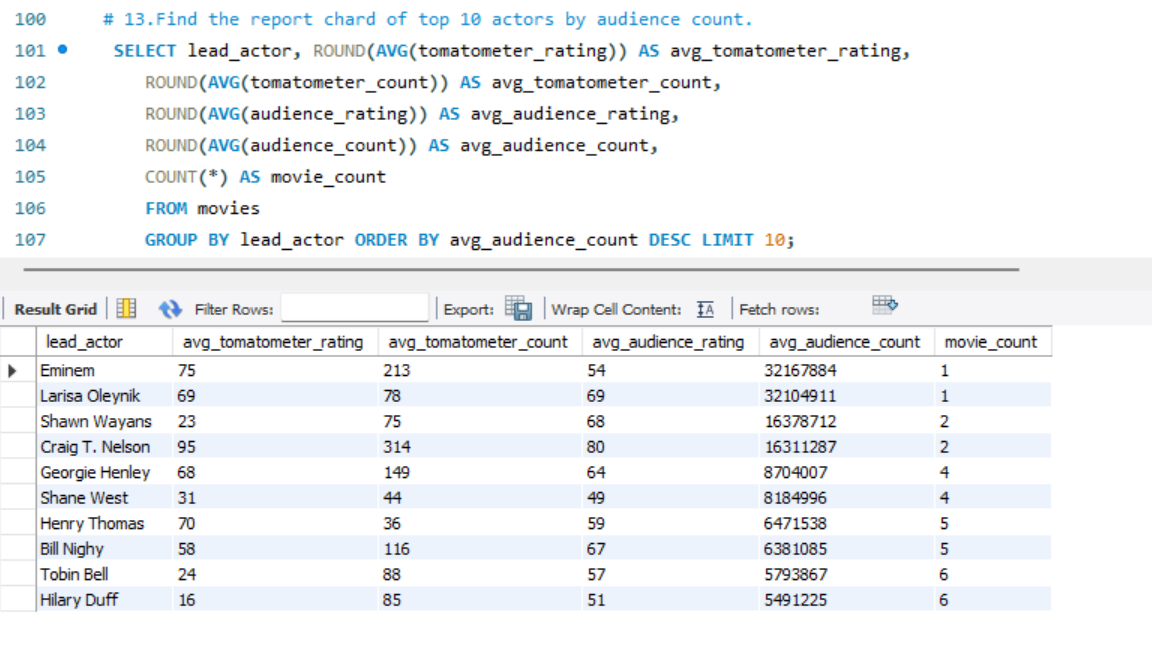 100 # 13.Find the report chard of top 10 actors by audience count.
101 SELECT lead_actor, ROUND(AVG(tomatometer_rating)) AS avg_tomatometer_rating,
102 ROUND(AVG(tomatometer_count)) AS avg_tomatometer_count,
103 ROUND(AVG(audience_rating)) AS avg_audience_rating,
104 ROUND(AVG(audience_count)) AS avg_audience_count,
105 COUNT(*) AS movie_count
106 FROM movies
107 GROUP BY lead_actor ORDER BY avg_audience_count DESC LIMIT 10;
Result Grid Filter Rows: Export: Wrap Cell Content: IA Fetch rows:
lead_actor avg_tomatometer_rating avg_tomatometer_count avg_audience_rating avg_audience_count movie_count
Eminem 75 213 54 32167884 1
Larisa Oleynik 69 78 69 32104911 1
Shawn Wayans 23 75 68 16378712 2
Craig T. Nelson 95 314 80 16311287 2
Georgie Henley 68 149 64 8704007 4
Shane West 31 44 49 8184996 4
Henry Thomas 70 36 59 6471538 5
Bill Nighy 58 116 67 6381085 5
Tobin Bell 24 88 57 5793867 6
Hilary Duff 16 85 51 5491225 6